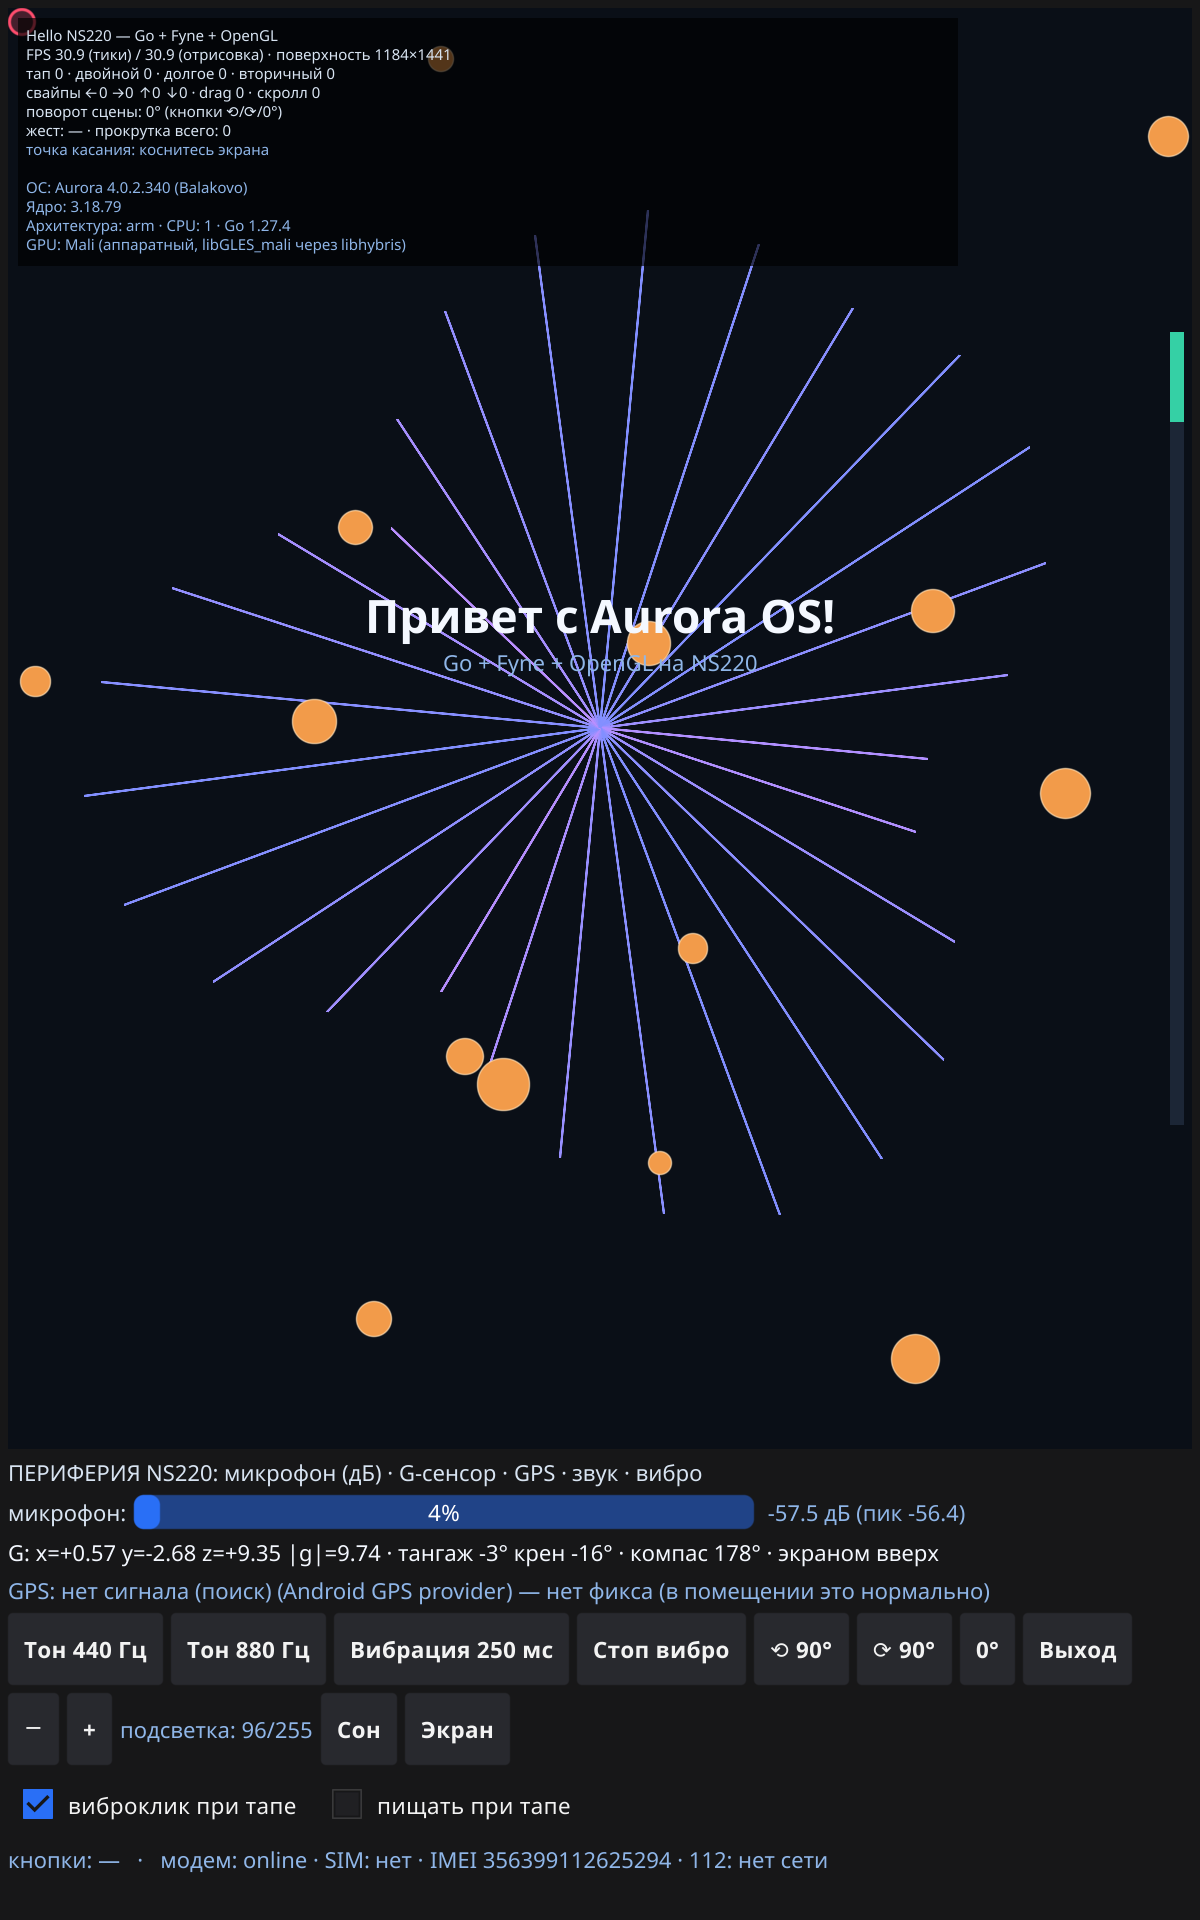 Hello NS220 — Go + Fyne + OpenGL
FPS 30.9 (тики) / 30.9 (отрисовка) · поверхность 1184×1441
тап 0 · двойной 0 · долгое 0 · вторичный 0
свайпы ←0 →0 ↑0 ↓0 · drag 0 · скролл 0
поворот сцены: 0° (кнопки ⟲/⟳/0°)
жест: — · прокрутка всего: 0
точка касания: коснитесь экрана
ОС: Aurora 4.0.2.340 (Balakovo)
Ядро: 3.18.79
Архитектура: arm · CPU: 1 · Go 1.27.4
GPU: Mali (аппаратный, libGLES_mali через libhybris)
Привет с Aurora OS!
Go + Fyne + OpenGL на NS220
ПЕРИФЕРИЯ NS220: микрофон (дБ) · G-сенсор · GPS · звук · вибро
микрофон: 4% -57.5 дБ (пик -56.4)
G: x=+0.57 y=-2.68 z=+9.35 |g|=9.74 · тангаж -3° крен -16° · компас 178° · экраном вверх
GPS: нет сигнала (поиск) (Android GPS provider) — нет фикса (в помещении это нормально)
Тон 440 Гц Тон 880 Гц Вибрация 250 мс Стоп вибро ⟲ 90° ⟳ 90° 0° Выход
− + подсветка: 96/255 Сон Экран
виброклик при тапе пищать при тапе
кнопки: — · модем: online · SIM: нет · IMEI 356399112625294 · 112: нет сети